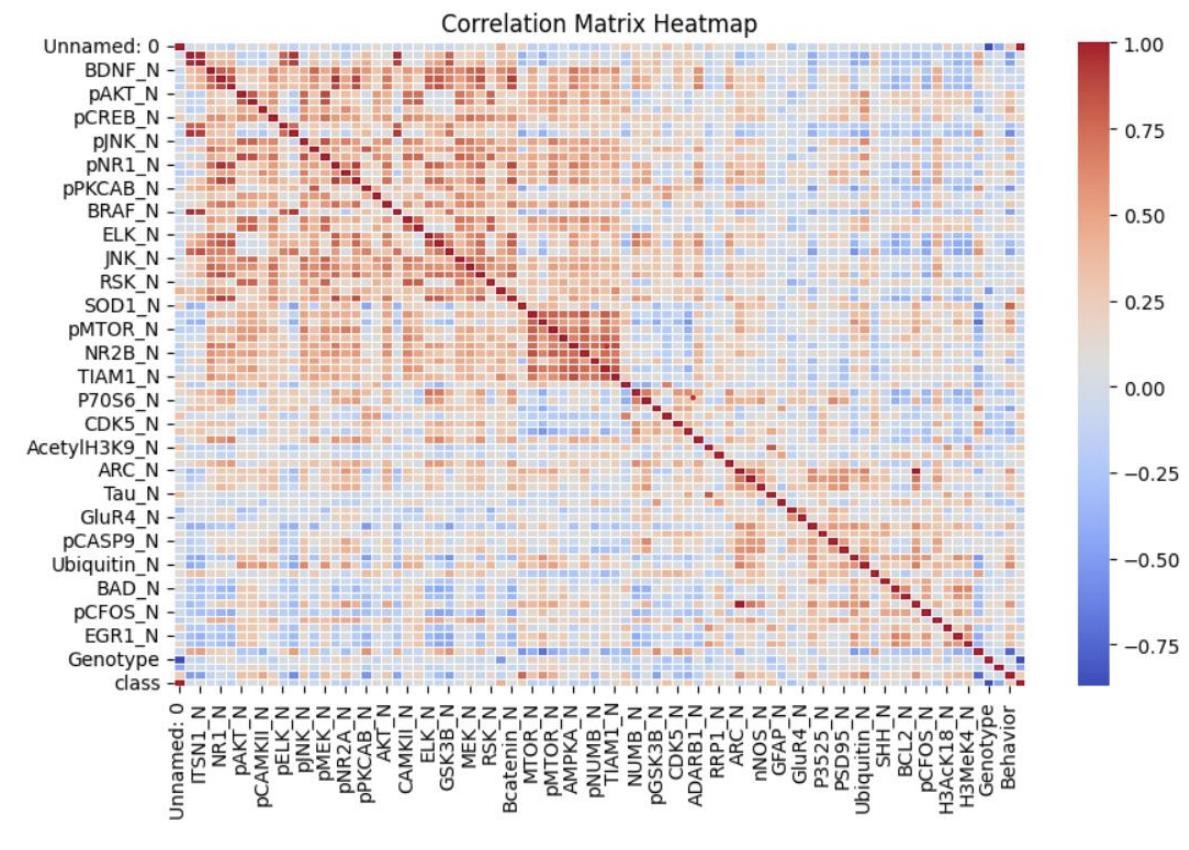 Correlation Matrix Heatmap
Unnamed: 0
BDNF_N
pAKT_N
pCREB_N
pJNK_N
pNR1_N
pPKCAB_N
BRAF_N
ELK_N
JNK_N
RSK_N
SOD1_N
pMTOR_N
NR2B_N
TIAM1_N
P70S6_N
CDK5_N
AcetylH3K9_N
ARC_N
Tau_N
GluR4_N
pCASP9_N
Ubiquitin_N
BAD_N
pCFOS_N
EGR1_N
Genotype
class
Unnamed: 0
ITSN1_N
NR1_N
pAKT_N
pCAMKII_N
pELK_N
pJNK_N
pMEK_N
pNR2A_N
pPKCAB_N
AKT_N
CAMKII_N
ELK_N
GSK3B_N
MEK_N
RSK_N
Bcatenin_N
MTOR_N
pMTOR_N
AMPKA_N
pNUMB_N
TIAM1_N
NUMB_N
pGSK3B_N
CDK5_N
ADARB1_N
RRP1_N
ARC_N
nNOS_N
GFAP_N
GluR4_N
P3525_N
PSD95_N
Ubiquitin_N
SHH_N
BCL2_N
pCFOS_N
H3AcK18_N
H3MeK4_N
Genotype
Behavior
1.00
0.75
0.50
0.25
0.00
−0.25
−0.50
−0.75